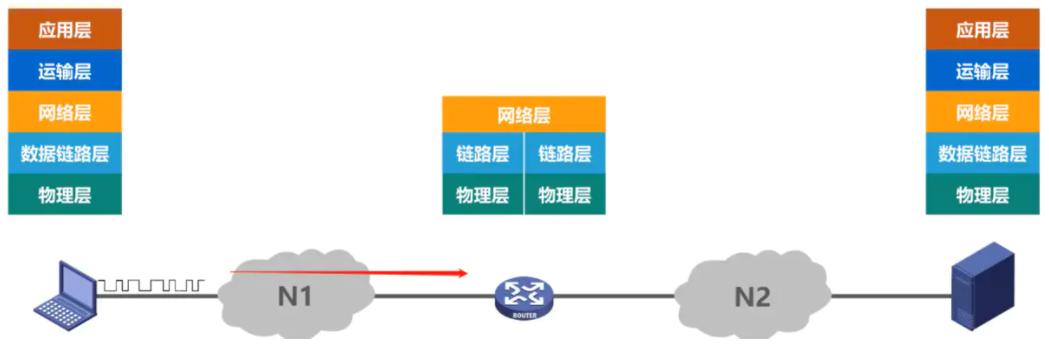 应用层
运输层
网络层
数据链路层
物理层
网络层
链路层 链路层
物理层 物理层
应用层
运输层
网络层
数据链路层
物理层
N1
ROUTER
N2